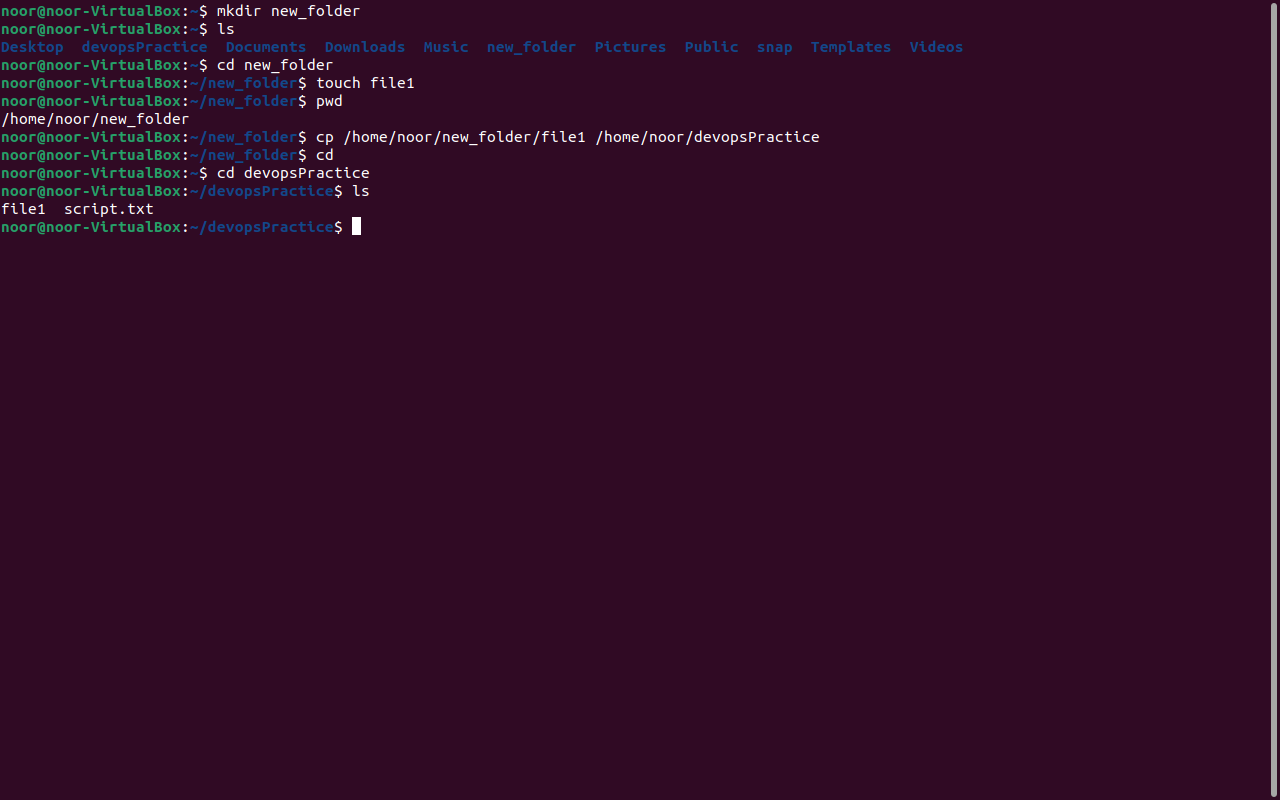 noor@noor-VirtualBox:~$ mkdir new_folder
noor@noor-VirtualBox:~$ ls
Desktop  devopsPractice  Documents  Downloads  Music  new_folder  Pictures  Public  snap  Templates  Videos
noor@noor-VirtualBox:~$ cd new_folder
noor@noor-VirtualBox:~/new_folder$ touch file1
noor@noor-VirtualBox:~/new_folder$ pwd
/home/noor/new_folder
noor@noor-VirtualBox:~/new_folder$ cp /home/noor/new_folder/file1 /home/noor/devopsPractice
noor@noor-VirtualBox:~/new_folder$ cd
noor@noor-VirtualBox:~$ cd devopsPractice
noor@noor-VirtualBox:~/devopsPractice$ ls
file1  script.txt
noor@noor-VirtualBox:~/devopsPractice$